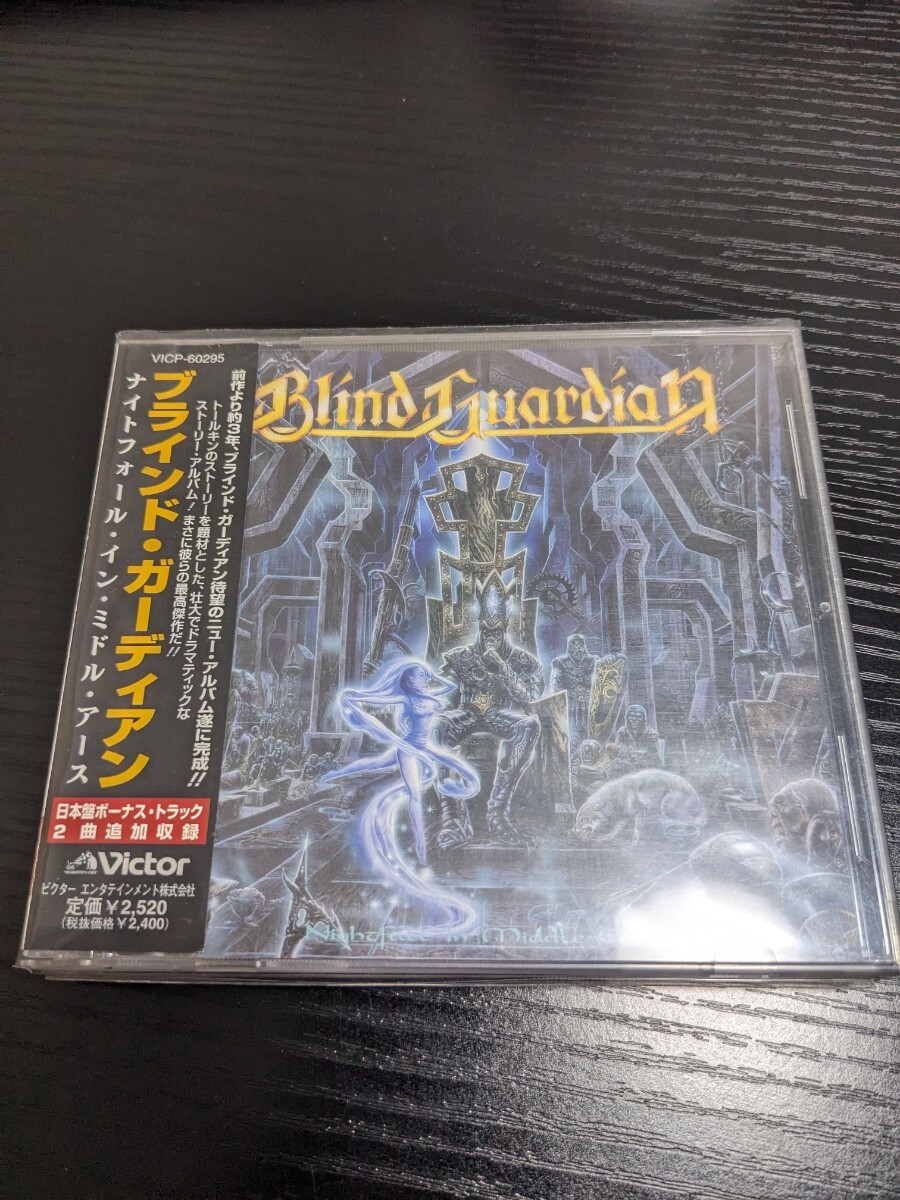 VICP-60295
ブラインド・ガーディアン
ナイトフォール・イン・ミドル・アース
前作より約3年、ブラインド・ガーディアン待望のニュー・アルバム遂に完成!!
トールキンのストーリーを題材とした、壮大でドラマティックな
ストーリー・アルバム! まさに彼らの最高傑作だ!!
日本盤ボーナス・トラック
2曲追加収録
Victor
ビクター エンタテインメント株式会社
定価¥2,520
(税抜価格¥2,400)
Blind Guardian
Nightfall in Middle